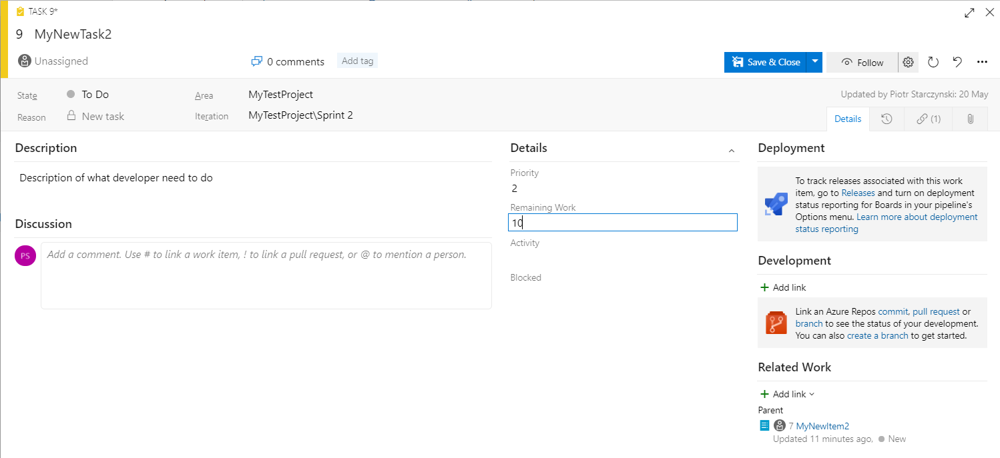 TASK 9*
9 MyNewTask2
Unassigned
0 comments
Add tag
Save & Close
Follow
State
To Do
Area
MyTestProject
Updated by Piotr Starczynski: 20 May
Reason
New task
Iteration
MyTestProject\Sprint 2
Details
(1)
Description
Description of what developer need to do
Discussion
PS
Add a comment. Use # to link a work item, ! to link a pull request, or @ to mention a person.
Details
Priority
2
Remaining Work
10
Activity
Blocked
Deployment
To track releases associated with this work
item, go to Releases and turn on deployment
status reporting for Boards in your pipeline's
Options menu. Learn more about deployment
status reporting
Development
+ Add link
Link an Azure Repos commit, pull request or
branch to see the status of your development.
You can also create a branch to get started.
Related Work
+ Add link
Parent
7 MyNewItem2
Updated 11 minutes ago, ● New